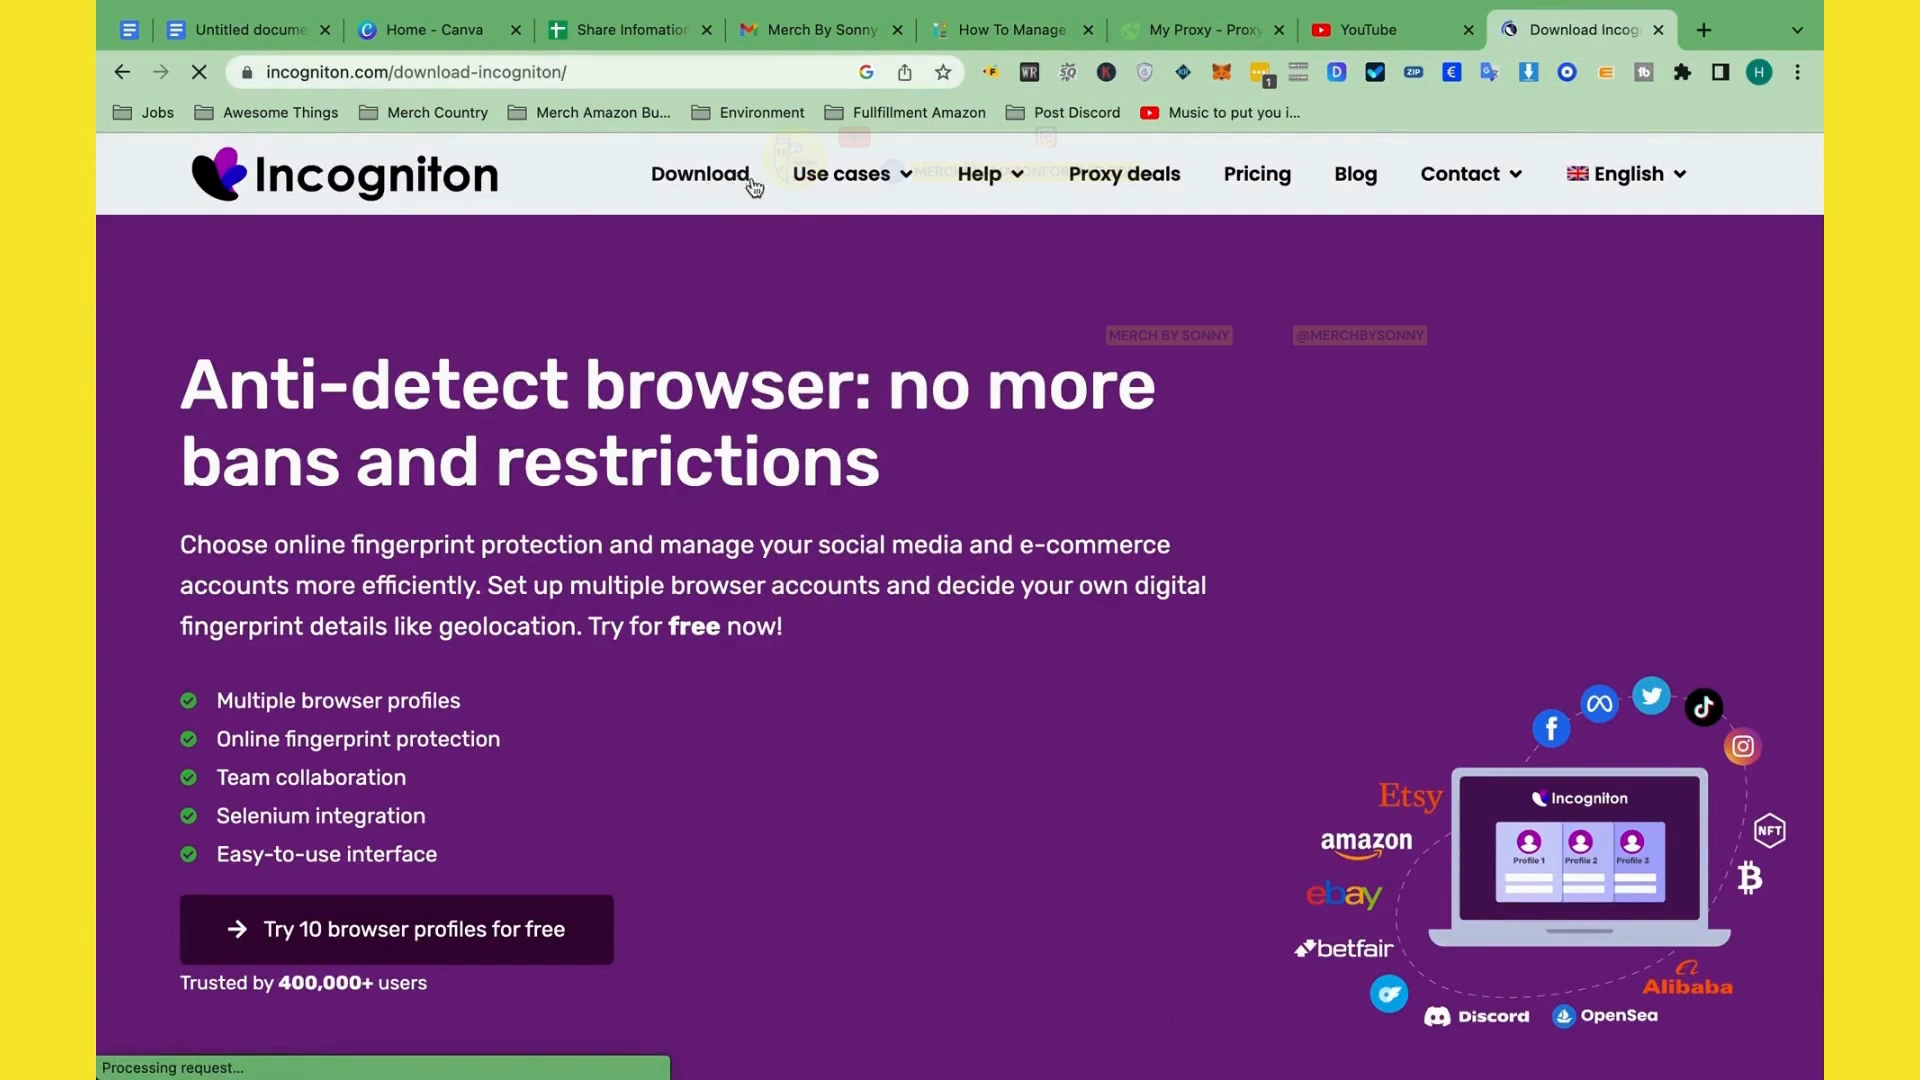 Untitled docume
Home - Canva
Share Infomation
Merch By Sonny
How To Manage
My Proxy - Proxy
YouTube
Download Incog
incogniton.com/download-incogniton/
Jobs
Awesome Things
Merch Country
Merch Amazon Bu...
Environment
Fullfillment Amazon
Post Discord
Music to put you i...
Incogniton
Download
Use cases
Help
Proxy deals
Pricing
Blog
Contact
English
MERCH BY SONNY
@MERCHBYSONNY
Anti-detect browser: no more
bans and restrictions
Choose online fingerprint protection and manage your social media and e-commerce
accounts more efficiently. Set up multiple browser accounts and decide your own digital
fingerprint details like geolocation. Try for free now!
Multiple browser profiles
Online fingerprint protection
Team collaboration
Selenium integration
Easy-to-use interface
Try 10 browser profiles for free
Trusted by 400,000+ users
Etsy
amazon
ebay
betfair
Incogniton
Profile 1
Profile 2
Profile 3
NFT
Alibaba
Discord
OpenSea
Processing request...